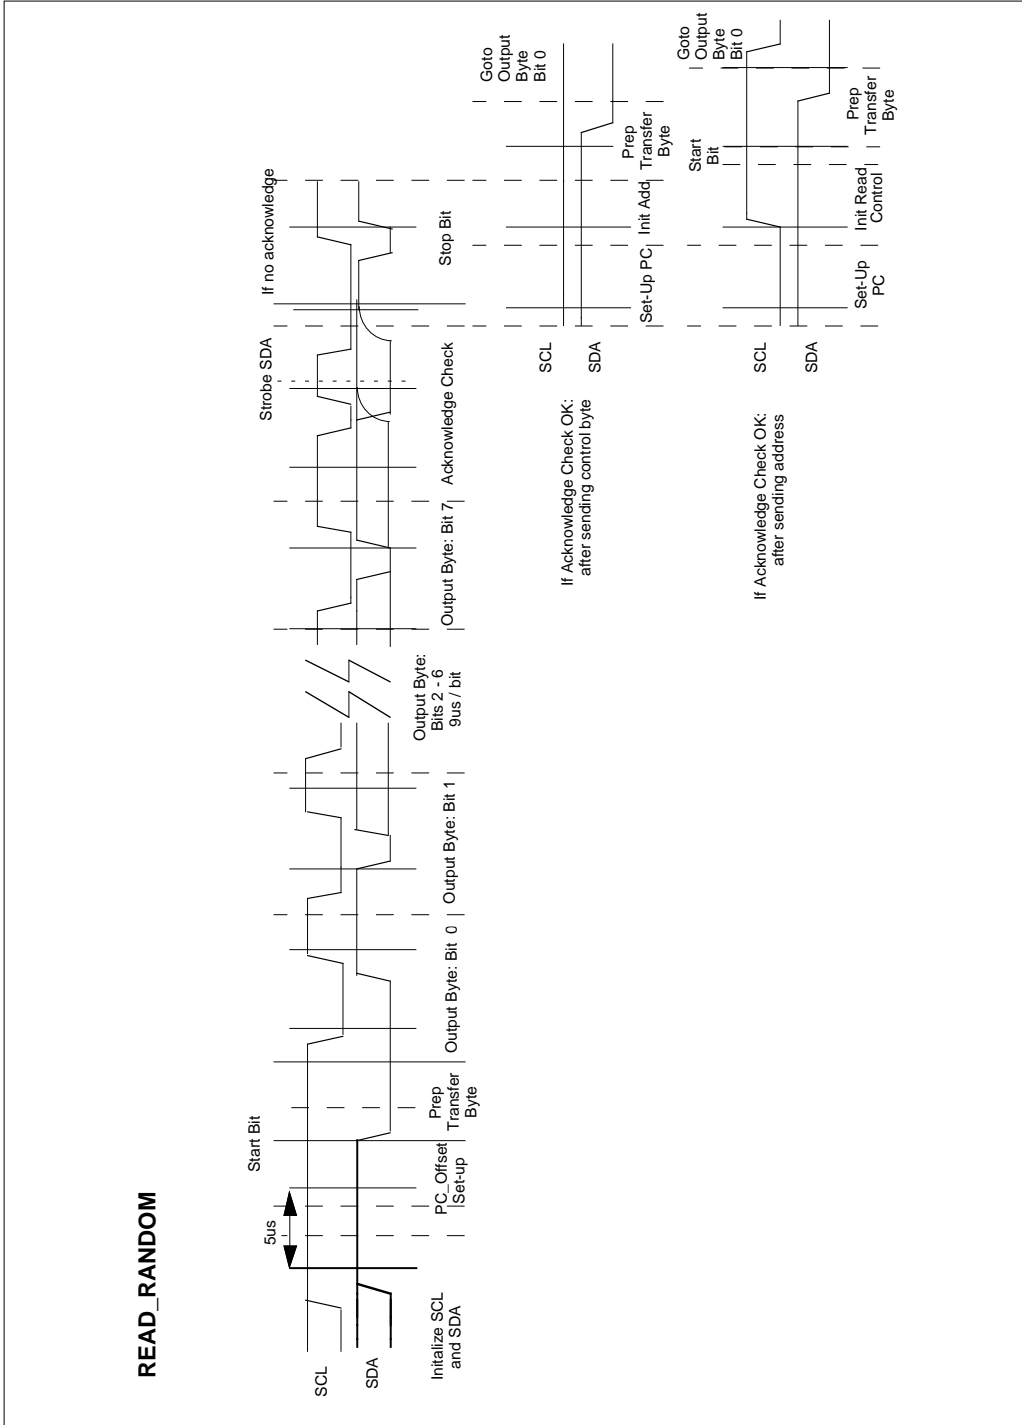 READ_RANDOM
5us
Start Bit
Strobe SDA
If no acknowledge
SCL
SDA
Initalize SCL
and SDA
PC_Offset
Set-up
Prep
Transfer
Byte
Output Byte: Bit 0
Output Byte: Bit 1
Output Byte:
Bits 2 - 6
9us / bit
Output Byte: Bit 7
Acknowledge Check
Stop Bit
If Acknowledge Check OK:
after sending control byte
SCL
SDA
Set-Up PC
Init Add
Prep
Transfer
Byte
Goto
Output
Byte
Bit 0
If Acknowledge Check OK:
after sending address
SCL
SDA
Set-Up
PC
Init Read
Control
Start
Bit
Prep
Transfer
Byte
Goto
Output
Byte
Bit 0